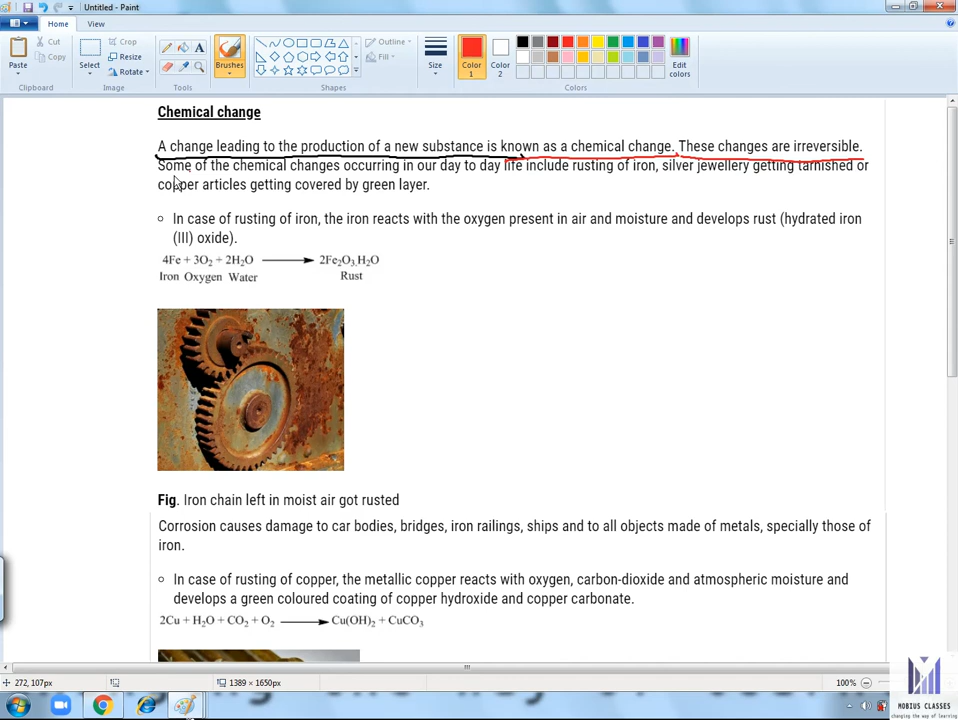 Untitled - Paint
Home View
Paste Cut Copy Select Crop Resize Rotate Brushes Outline Fill Size Color 1 Color 2 Edit colors
Clipboard Image Tools Shapes Colors
Chemical change
A change leading to the production of a new substance is known as a chemical change. These changes are irreversible.
Some of the chemical changes occurring in our day to day life include rusting of iron, silver jewellery getting tarnished or
copper articles getting covered by green layer.
In case of rusting of iron, the iron reacts with the oxygen present in air and moisture and develops rust (hydrated iron
(III) oxide).
4Fe + 3O₂ + 2H₂O ⟶ 2Fe₂O₃.H₂O
Iron Oxygen Water Rust
Fig. Iron chain left in moist air got rusted
Corrosion causes damage to car bodies, bridges, iron railings, ships and to all objects made of metals, specially those of
iron.
In case of rusting of copper, the metallic copper reacts with oxygen, carbon-dioxide and atmospheric moisture and
develops a green coloured coating of copper hydroxide and copper carbonate.
2Cu + H₂O + CO₂ + O₂ ⟶ Cu(OH)₂ + CuCO₃
272, 107px 1389 × 1650px 100%
MOBIUS CLASSES
changing the way of learning